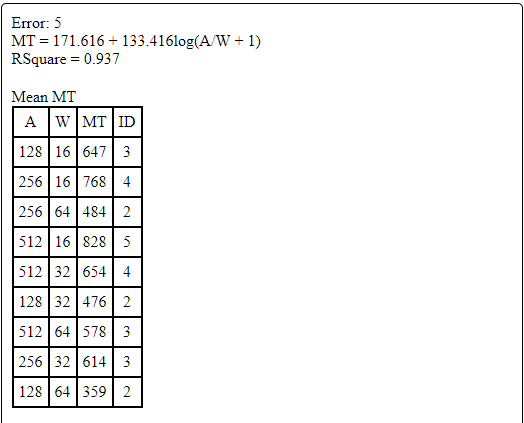 Error: 5
MT = 171.616 + 133.416log(A/W + 1)
RSquare = 0.937
Mean MT
A W MT ID
128 16 647 3
256 16 768 4
256 64 484 2
512 16 828 5
512 32 654 4
128 32 476 2
512 64 578 3
256 32 614 3
128 64 359 2